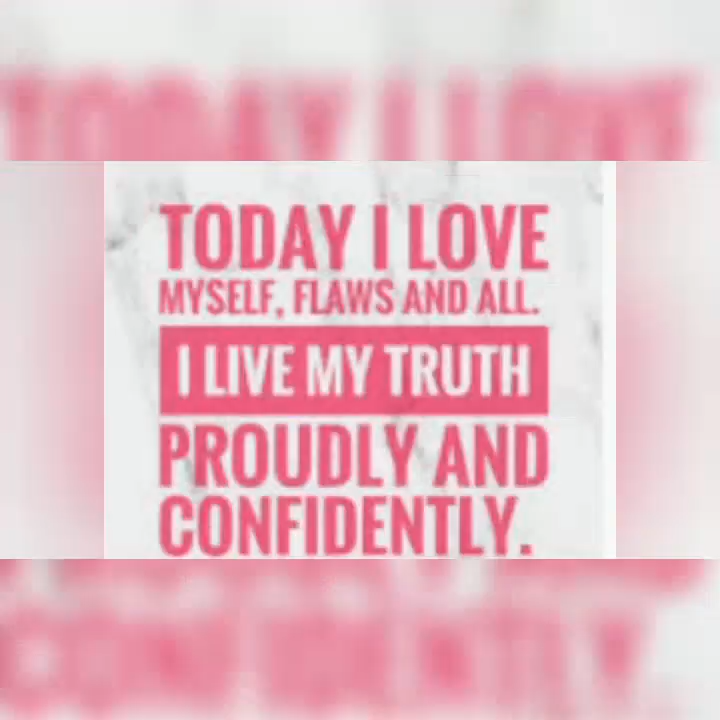 TODAY I LOVE
MYSELF, FLAWS AND ALL.
I LIVE MY TRUTH
PROUDLY AND
CONFIDENTLY.